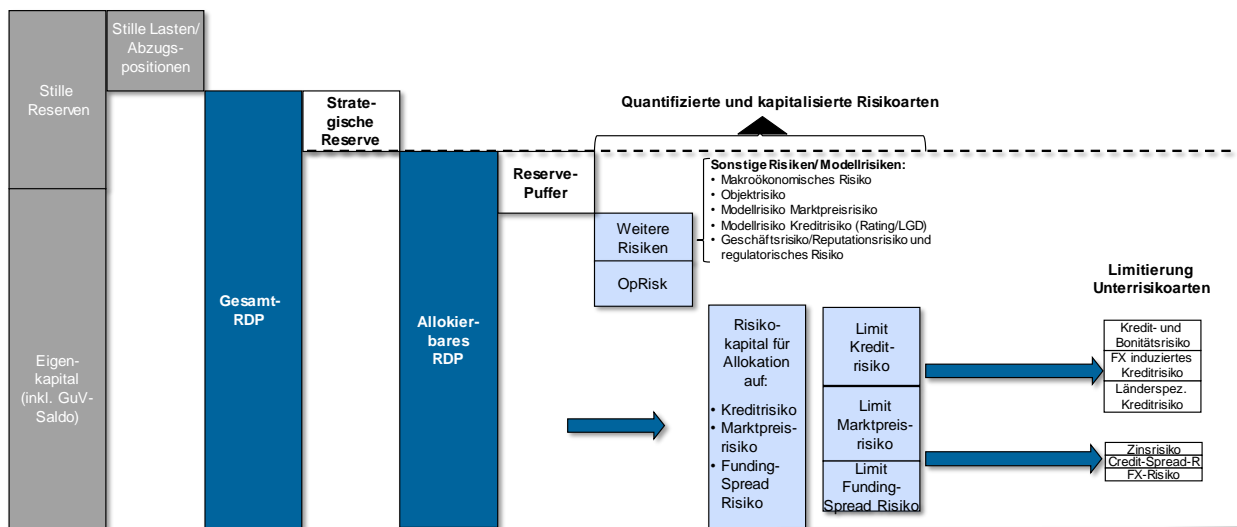 Stille
Reserven
Eigen-
kapital
(inkl. GuV-
Saldo)
Stille Lasten/
Abzugs-
positionen
Gesamt-
RDP
Strate-
gische
Reserve
Allokier-
bares
RDP
Reserve-
Puffer
Quantifizierte und kapitalisierte Risikoarten
Weitere
Risiken
OpRisk
Sonstige Risiken/ Modellrisiken:
• Makroökonomisches Risiko
• Objektrisiko
• Modellrisiko Marktpreisrisiko
• Modellrisiko Kreditrisiko (Rating/LGD)
• Geschäftsrisiko/Reputationsrisiko und
regulatorisches Risiko
Risiko-
kapital für
Allokation
auf:
• Kreditrisiko
• Marktpreis-
risiko
• Funding-
Spread
Risiko
Limit
Kredit-
risiko
Limit
Marktpreis-
risiko
Limit
Funding-
Spread Risiko
Limitierung
Unterrisikoarten
Kredit- und
Bonitätsrisiko
FX induziertes
Kreditrisiko
Länderspez.
Kreditrisiko
Zinsrisiko
Credit-Spread-R
FX-Risiko